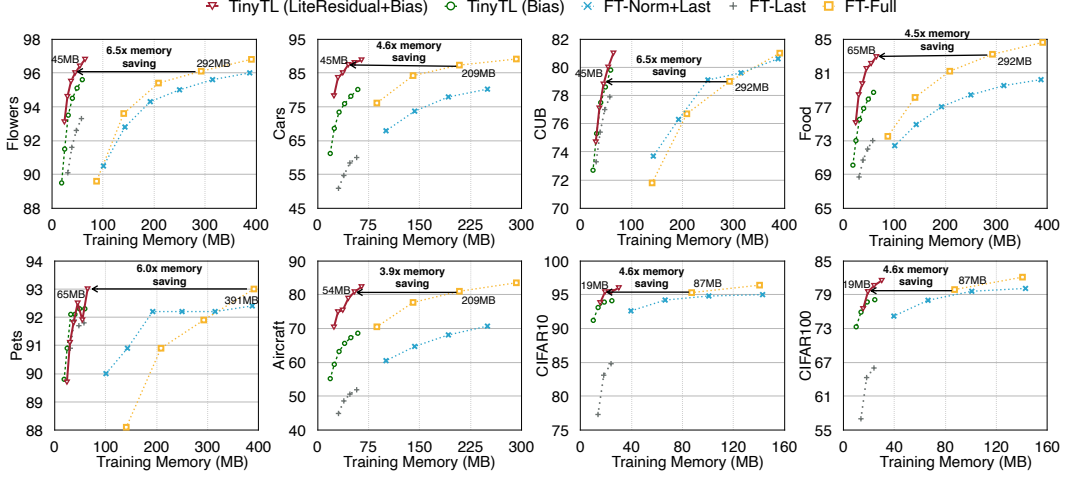 TinyTL (LiteResidual+Bias) TinyTL (Bias) FT-Norm+Last FT-Last FT-Full
98 96 94 92 90 88
Flowers
45MB 6.5x memory saving 292MB
0 100 200 300 400
Training Memory (MB)
95 85 75 65 55 45
Cars
45MB 4.6x memory saving 209MB
0 75 150 225 300
Training Memory (MB)
82 80 78 76 74 72 70
CUB
45MB 6.5x memory saving 292MB
0 100 200 300 400
Training Memory (MB)
85 81 77 73 69 65
Food
65MB 4.5x memory saving 292MB
0 100 200 300 400
Training Memory (MB)
94 93 92 91 90 89 88
Pets
65MB 6.0x memory saving 391MB
0 100 200 300 400
Training Memory (MB)
90 80 70 60 50 40
Aircraft
54MB 3.9x memory saving 209MB
0 75 150 225 300
Training Memory (MB)
100 95 90 85 80 75
CIFAR10
19MB 4.6x memory saving 87MB
0 40 80 120 160
Training Memory (MB)
85 79 73 67 61 55
CIFAR100
19MB 4.6x memory saving 87MB
0 40 80 120 160
Training Memory (MB)